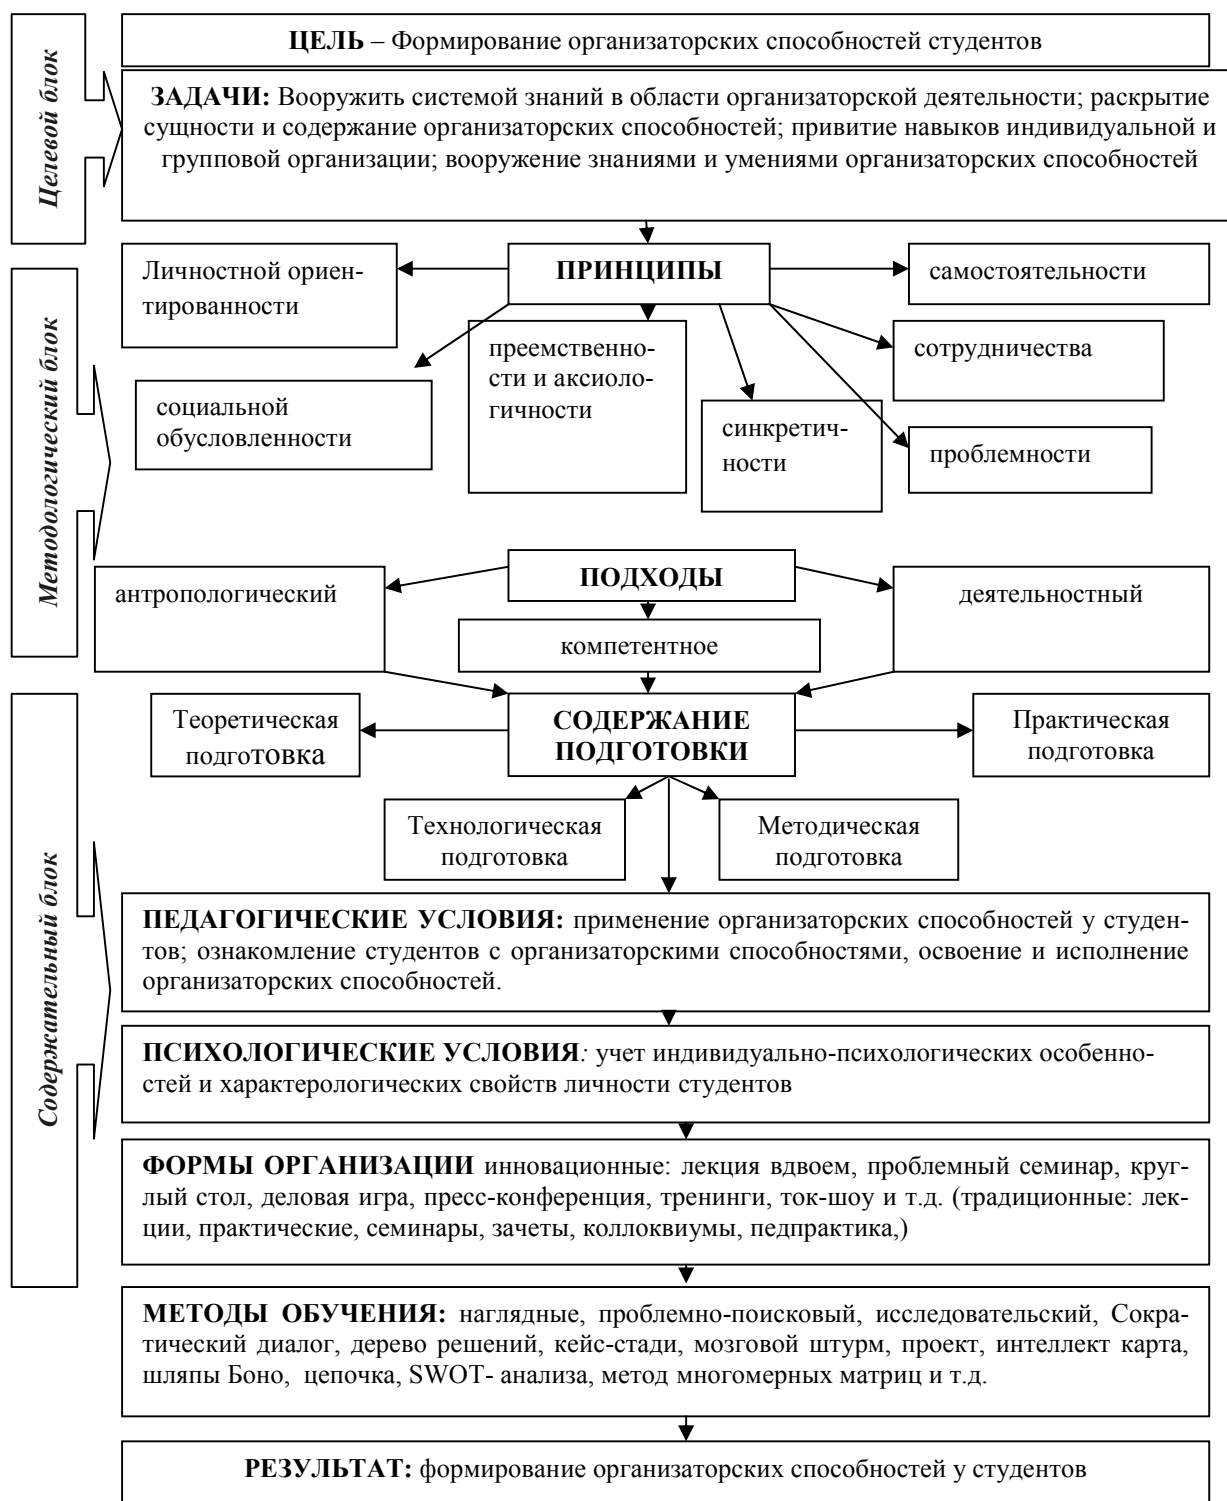 Целевой блок
ЦЕЛЬ – Формирование организаторских способностей студентов
ЗАДАЧИ: Вооружить системой знаний в области организаторской деятельности; раскрытие
сущности и содержание организаторских способностей; привитие навыков индивидуальной и
групповой организации; вооружение знаниями и умениями организаторских способностей
Методологический блок
ПРИНЦИПЫ
Личностной ориен-
тированности
самостоятельности
социальной
обусловленности
преемственно-
сти и аксиоло-
гичности
синкретич-
ности
сотрудничества
проблемности
ПОДХОДЫ
антропологический
компетентное
деятельностный
Содержательный блок
СОДЕРЖАНИЕ
ПОДГОТОВКИ
Теоретическая
подготовка
Практическая
подготовка
Технологическая
подготовка
Методическая
подготовка
ПЕДАГОГИЧЕСКИЕ УСЛОВИЯ: применение организаторских способностей у студен-
тов; ознакомление студентов с организаторскими способностями, освоение и исполнение
организаторских способностей.
ПСИХОЛОГИЧЕСКИЕ УСЛОВИЯ: учет индивидуально-психологических особенно-
стей и характерологических свойств личности студентов
ФОРМЫ ОРГАНИЗАЦИИ инновационные: лекция вдвоем, проблемный семинар, круг-
лый стол, деловая игра, пресс-конференция, тренинги, ток-шоу и т.д. (традиционные: лек-
ции, практические, семинары, зачеты, коллоквиумы, педпрактика,)
МЕТОДЫ ОБУЧЕНИЯ: наглядные, проблемно-поисковый, исследовательский, Сокра-
тический диалог, дерево решений, кейс-стади, мозговой штурм, проект, интеллект карта,
шляпы Боно, цепочка, SWOT- анализа, метод многомерных матриц и т.д.
РЕЗУЛЬТАТ: формирование организаторских способностей у студентов